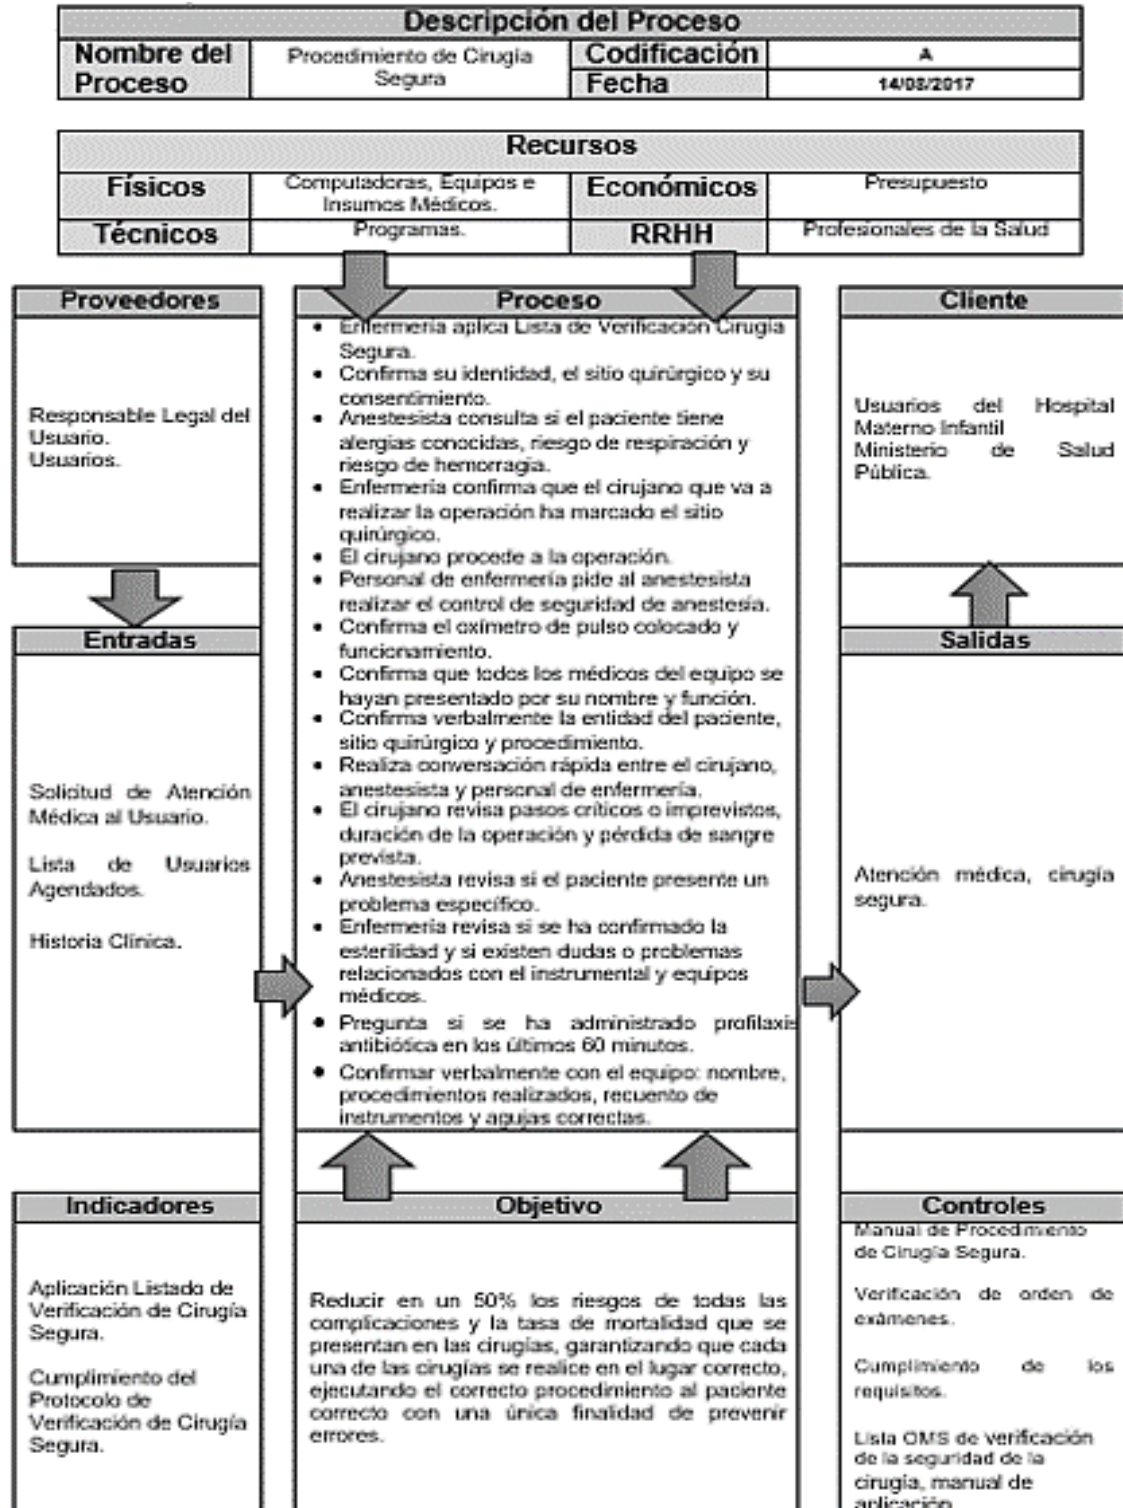 Descripción del Proceso
Nombre del Proceso
Procedimiento de Cirugía
Segura
Codificación
A
Fecha
14/08/2017
Recursos
Físicos
Computadoras, Equipos e
Insumos Médicos.
Económicos
Presupuesto
Técnicos
Programas.
RRHH
Profesionales de la Salud
Proveedores
Responsable Legal del
Usuario.
Usuarios.
Entradas
Solicitud de Atención
Médica al Usuario.
Lista de Usuarios
Agendados.
Historia Clínica.
Proceso
• Enfermería aplica Lista de Verificación Cirugía
Segura.
• Confirma su identidad, el sitio quirúrgico y su
consentimiento.
• Anestesista consulta si el paciente tiene
alergias conocidas, riesgo de respiración y
riesgo de hemorragia.
• Enfermería confirma que el cirujano que va a
realizar la operación ha marcado el sitio
quirúrgico.
• El cirujano procede a la operación.
• Personal de enfermería pide al anestesista
realizar el control de seguridad de anestesia.
• Confirma el oxímetro de pulso colocado y
funcionamiento.
• Confirma que todos los médicos del equipo se
hayan presentado por su nombre y función.
• Confirma verbalmente la entidad del paciente,
sitio quirúrgico y procedimiento.
• Realiza conversación rápida entre el cirujano,
anestesista y personal de enfermería.
• El cirujano revisa pasos críticos o imprevistos,
duración de la operación y pérdida de sangre
prevista.
• Anestesista revisa si el paciente presente un
problema específico.
• Enfermería revisa si se ha confirmado la
esterilidad y si existen dudas o problemas
relacionados con el instrumental y equipos
médicos.
• Pregunta si se ha administrado profilaxis
antibiótica en los últimos 60 minutos.
• Confirmar verbalmente con el equipo: nombre,
procedimientos realizados, recuento de
instrumentos y agujas correctas.
Cliente
Usuarios del Hospital
Materno Infantil
Ministerio de Salud
Pública.
Salidas
Atención médica, cirugía
segura.
Indicadores
Aplicación Listado de
Verificación de Cirugía
Segura.
Cumplimiento del
Protocolo de
Verificación de Cirugía
Segura.
Objetivo
Reducir en un 50% los riesgos de todas las
complicaciones y la tasa de mortalidad que se
presentan en las cirugías, garantizando que cada
una de las cirugías se realice en el lugar correcto,
ejecutando el correcto procedimiento al paciente
correcto con una única finalidad de prevenir
errores.
Controles
Manual de Procedimiento
de Cirugía Segura.
Verificación de orden de
exámenes.
Cumplimiento de los
requisitos.
Lista OMS de verificación
de la seguridad de la
cirugía, manual de
aplicación